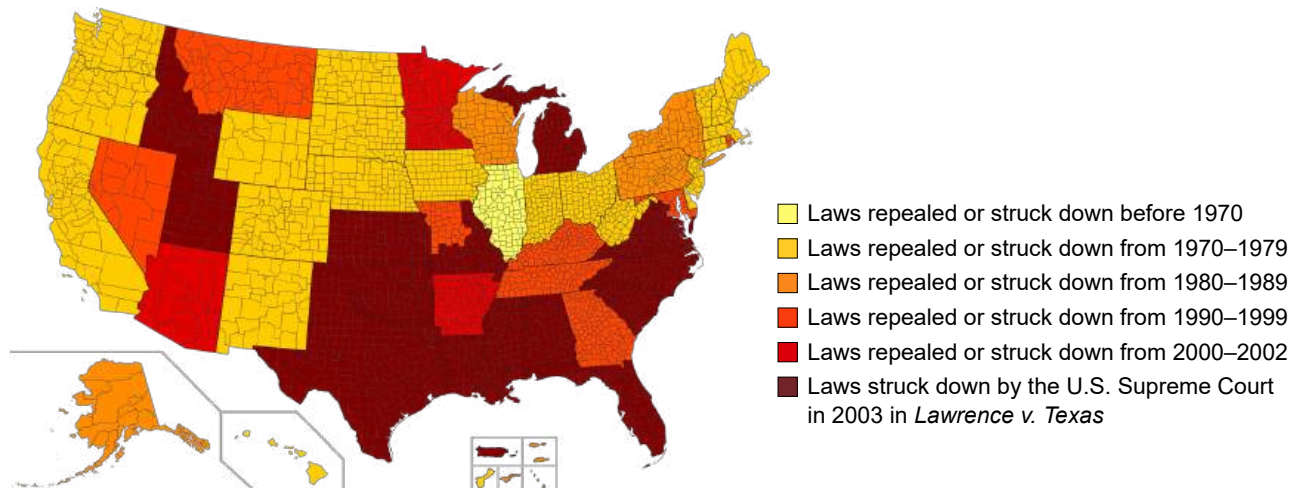 Laws repealed or struck down before 1970
Laws repealed or struck down from 1970–1979
Laws repealed or struck down from 1980–1989
Laws repealed or struck down from 1990–1999
Laws repealed or struck down from 2000–2002
Laws struck down by the U.S. Supreme Court
in 2003 in Lawrence v. Texas